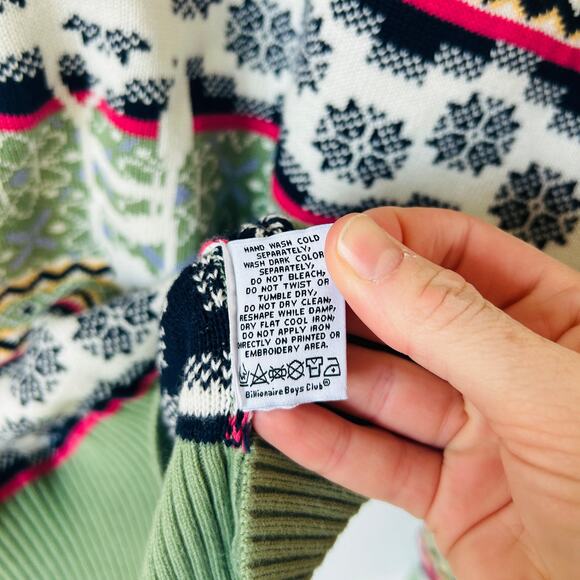 HAND WASH COLD
SEPARATELY,
WASH DARK COLOR
SEPARATELY,
DO NOT BLEACH,
DO NOT TWIST OR
TUMBLE DRY,
DO NOT DRY CLEAN,
RESHAPE WHILE DAMP,
DRY FLAT COOL IRON,
DO NOT APPLY IRON
DIRECTLY ON PRINTED OR
EMBROIDERY AREA.
Billionaire Boys Club®